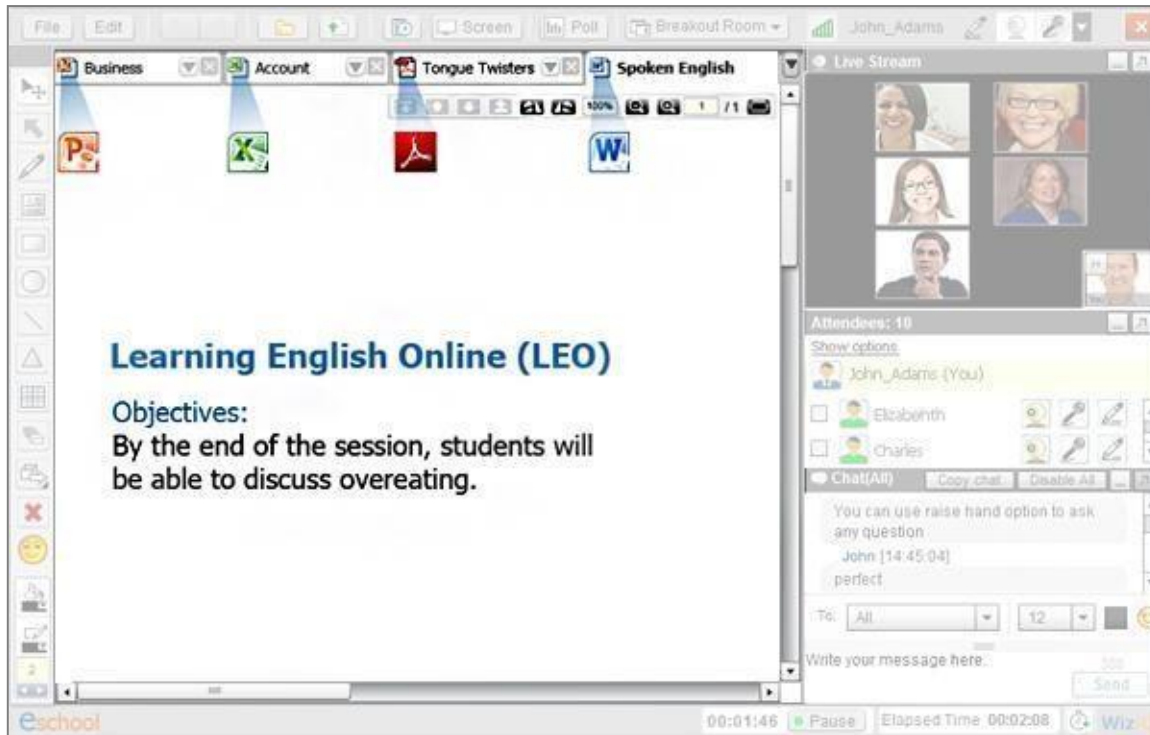 File Edit Screen Poll Breakout Room John_Adams
Business Account Tongue Twisters Spoken English
Live Stream
100% 1 /1
Learning English Online (LEO)
Objectives:
By the end of the session, students will
be able to discuss overeating.
Attendees: 10
Show options
John_Adams (You)
Elizabenth
Charles
Chat(All) Copy chat Disable All
You can use raise hand option to ask
any question
John [14:45:04]
perfect
To: All 12
Write your message here:
500
Send
2
eschool 00:01:46 Pause Elapsed Time 00:02:08